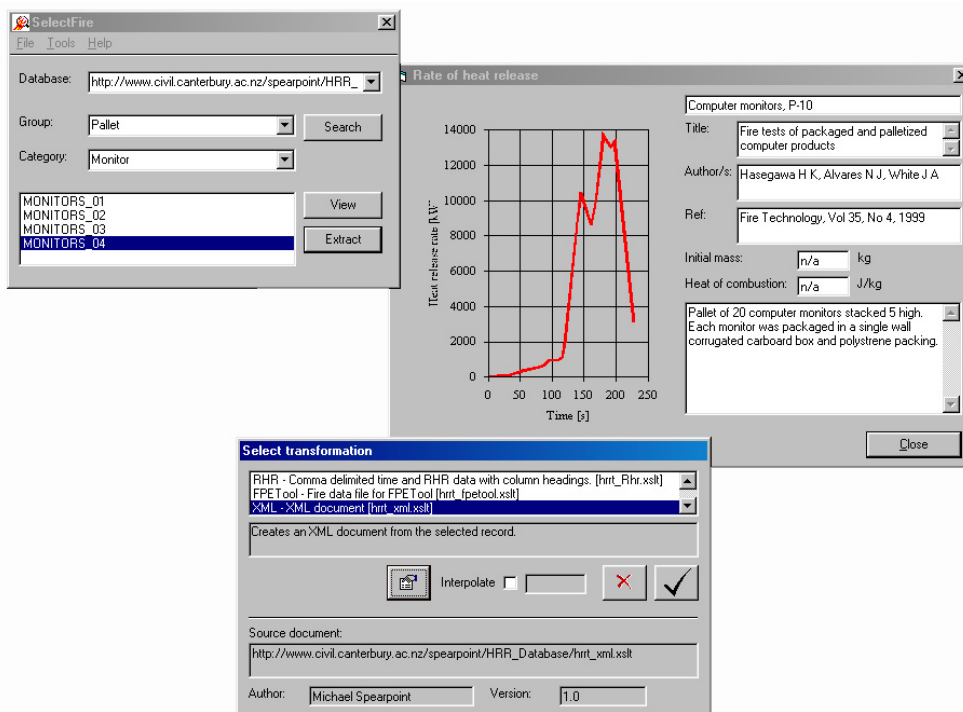 SelectFire
File Tools Help
Database: http://www.civil.canterbury.ac.nz/spearpoint/HRR_
Group: Pallet Search
Category: Monitor
MONITORS_01
MONITORS_02
MONITORS_03
MONITORS_04
View
Extract
Rate of heat release
14000
12000
10000
8000
6000
4000
2000
0
Heat release rate [kW]
0 50 100 150 200 250
Time [s]
Computer monitors, P-10
Title: Fire tests of packaged and palletized
computer products
Author/s: Hasegawa H K, Alvares N J, White J A
Ref: Fire Technology, Vol 35, No 4, 1999
Initial mass: n/a kg
Heat of combustion: n/a J/kg
Pallet of 20 computer monitors stacked 5 high.
Each monitor was packaged in a single wall
corrugated carboard box and polystrene packing.
Close
Select transformation
RHR - Comma delimited time and RHR data with column headings. [hrrt_Rhr.xslt]
FPETool - Fire data file for FPETool [hrrt_fpetool.xslt]
XML - XML document [hrrt_xml.xslt]
Creates an XML document from the selected record.
Interpolate
Source document:
http://www.civil.canterbury.ac.nz/spearpoint/HRR_Database/hrrt_xml.xslt
Author: Michael Spearpoint Version: 1.0